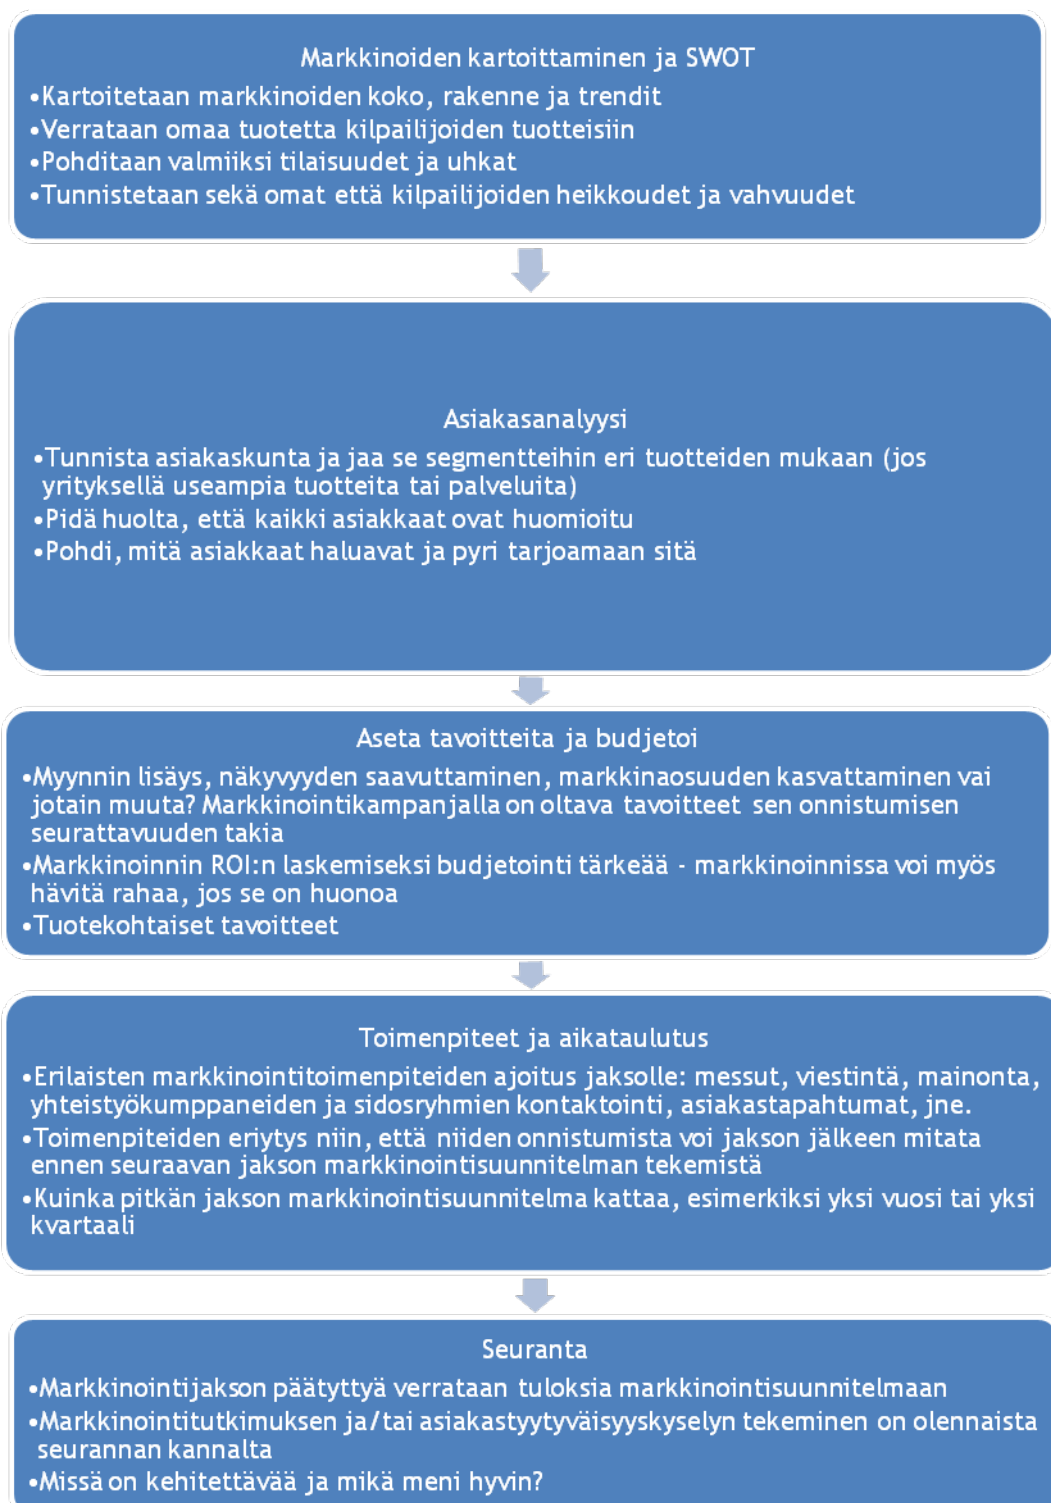 Markkinoiden kartoittaminen ja SWOT
•Kartoitetaan markkinoiden koko, rakenne ja trendit
•Verrataan omaa tuotetta kilpailijoiden tuotteisiin
•Pohditaan valmiiksi tilaisuudet ja uhkat
•Tunnistetaan sekä omat että kilpailijoiden heikkoudet ja vahvuudet
Asiakasanalyysi
•Tunnista asiakaskunta ja jaa se segmentteihin eri tuotteiden mukaan (jos
yrityksellä useampia tuotteita tai palveluita)
•Pidä huolta, että kaikki asiakkaat ovat huomioitu
•Pohdi, mitä asiakkaat haluavat ja pyri tarjoamaan sitä
Aseta tavoitteita ja budjetoi
•Myynnin lisäys, näkyvyyden saavuttaminen, markkinaosuuden kasvattaminen vai
jotain muuta? Markkinointikampanjalla on oltava tavoitteet sen onnistumisen
seurattavuuden takia
•Markkinoinnin ROI:n laskemiseksi budjetointi tärkeää - markkinoinnissa voi myös
hävitä rahaa, jos se on huonoa
•Tuotekohtaiset tavoitteet
Toimenpiteet ja aikataulutus
•Erilaisten markkinointitoimenpiteiden ajoitus jaksolle: messut, viestintä, mainonta,
yhteistyökumppaneiden ja sidosryhmien kontaktointi, asiakastapahtumat, jne.
•Toimenpiteiden eriytys niin, että niiden onnistumista voi jakson jälkeen mitata
ennen seuraavan jakson markkinointisuunnitelman tekemistä
•Kuinka pitkän jakson markkinointisuunnitelma kattaa, esimerkiksi yksi vuosi tai yksi
kvartaali
Seuranta
•Markkinointijakson päätyttyä verrataan tuloksia markkinointisuunnitelmaan
•Markkinointitutkimuksen ja/tai asiakastyytyväisyyskyselyn tekeminen on olennaista
seurannan kannalta
•Missä on kehitettävää ja mikä meni hyvin?